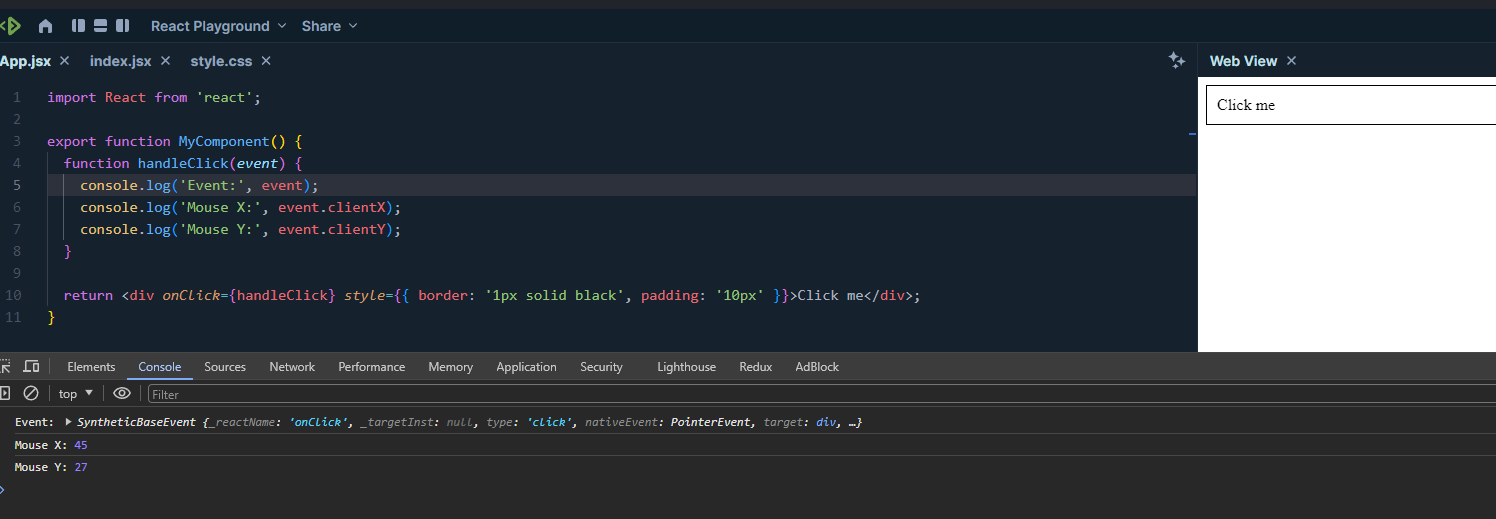 React Playground Share
App.jsx index.jsx style.css
Web View
1 import React from 'react';
2
3 export function MyComponent() {
4 function handleClick(event) {
5 console.log('Event:', event);
6 console.log('Mouse X:', event.clientX);
7 console.log('Mouse Y:', event.clientY);
8 }
9
10 return <div onClick={handleClick} style={{ border: '1px solid black', padding: '10px' }}>Click me</div>;
11 }
Click me
Elements Console Sources Network Performance Memory Application Security Lighthouse Redux AdBlock
top Filter
Event: SyntheticBaseEvent {_reactName: 'onClick', _targetInst: null, type: 'click', nativeEvent: PointerEvent, target: div, …}
Mouse X: 45
Mouse Y: 27